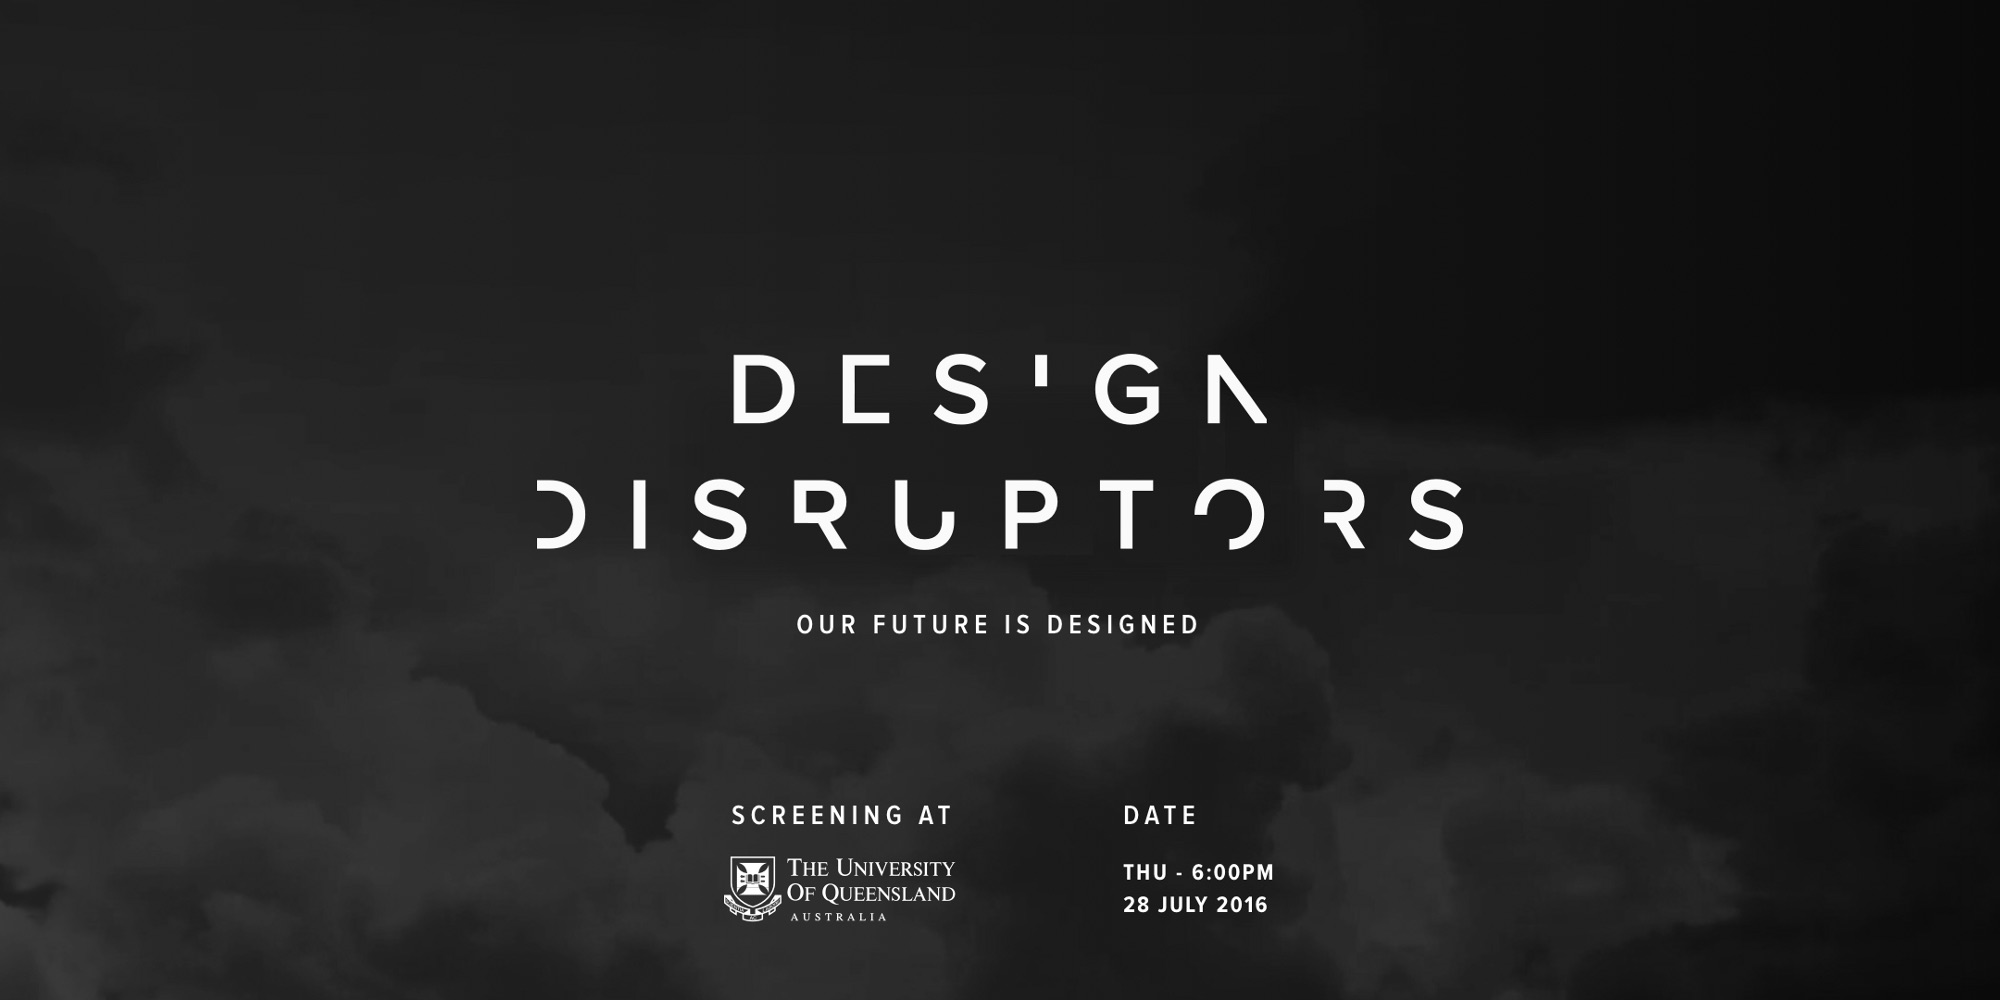 DESIGN
DISRUPTORS
OUR FUTURE IS DESIGNED
SCREENING AT
THE UNIVERSITY
OF QUEENSLAND
AUSTRALIA
DATE
THU - 6:00PM
28 JULY 2016